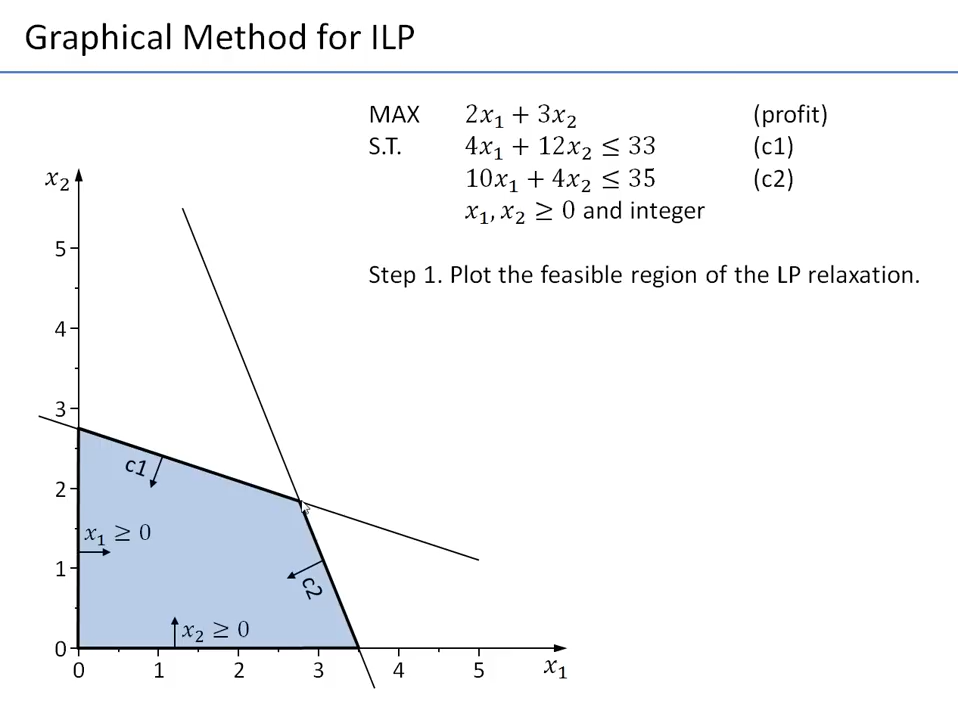 Graphical Method for ILP
MAX 2x₁ + 3x₂ (profit)
S.T. 4x₁ + 12x₂ ≤ 33 (c1)
10x₁ + 4x₂ ≤ 35 (c2)
x₁, x₂ ≥ 0 and integer
Step 1. Plot the feasible region of the LP relaxation.
x₂
5
4
3
2
1
0
c1
x₁ ≥ 0
c2
x₂ ≥ 0
0 1 2 3 4 5 x₁